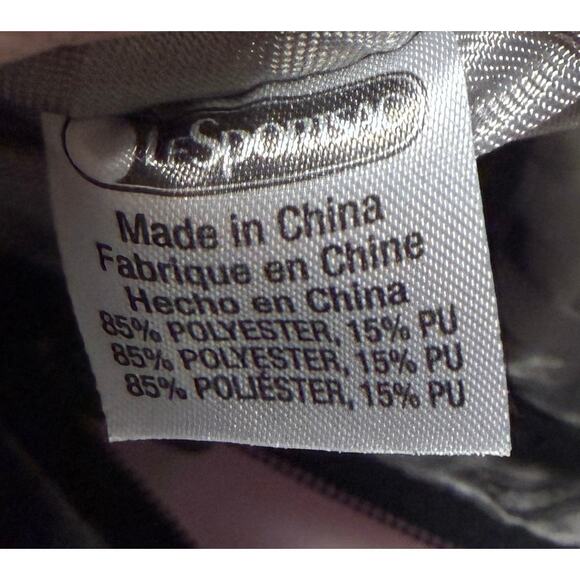 LeSportsac
Made in China
Fabrique en Chine
Hecho en China
85% POLYESTER, 15% PU
85% POLYESTER, 15% PU
85% POLIÉSTER, 15% PU